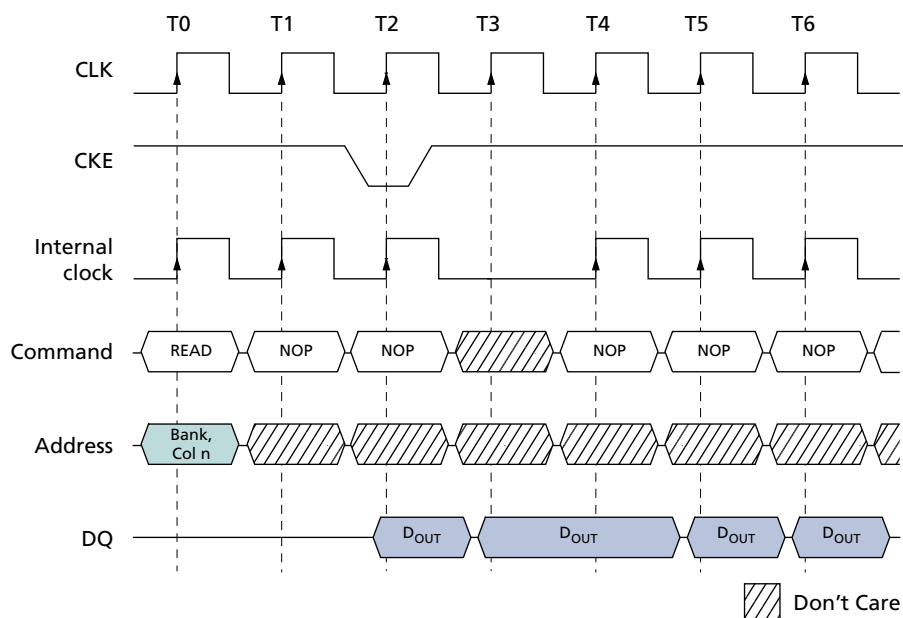 T0 T1 T2 T3 T4 T5 T6
CLK
CKE
Internal
clock
Command READ NOP NOP NOP NOP NOP
Address Bank,
Col n
DQ DOUT DOUT DOUT DOUT
Don't Care